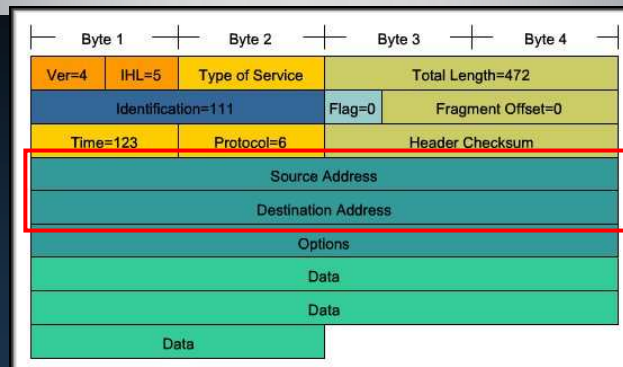 Byte 1 Byte 2 Byte 3 Byte 4
Ver=4 IHL=5 Type of Service Total Length=472
Identification=111 Flag=0 Fragment Offset=0
Time=123 Protocol=6 Header Checksum
Source Address
Destination Address
Options
Data
Data
Data